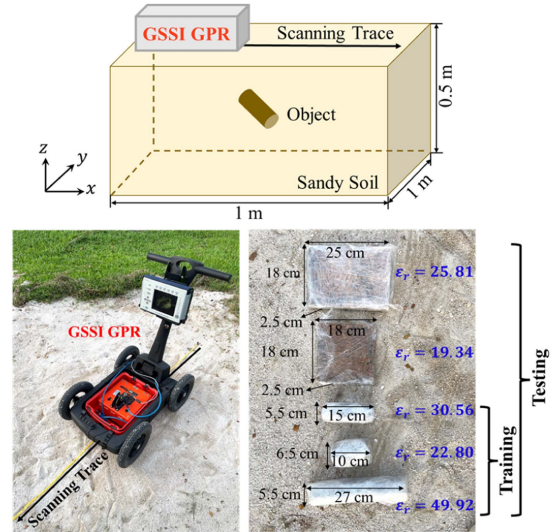 GSSI GPR
Scanning Trace
Object
Sandy Soil
0.5 m
1 m
1 m
z
y
x
GSSI GPR
Scanning Trace
25 cm
18 cm
2.5 cm
εr = 25.81
18 cm
18 cm
2.5 cm
εr = 19.34
5.5 cm
15 cm
εr = 30.56
6.5 cm
10 cm
εr = 22.80
5.5 cm
27 cm
εr = 49.92
Training
Testing